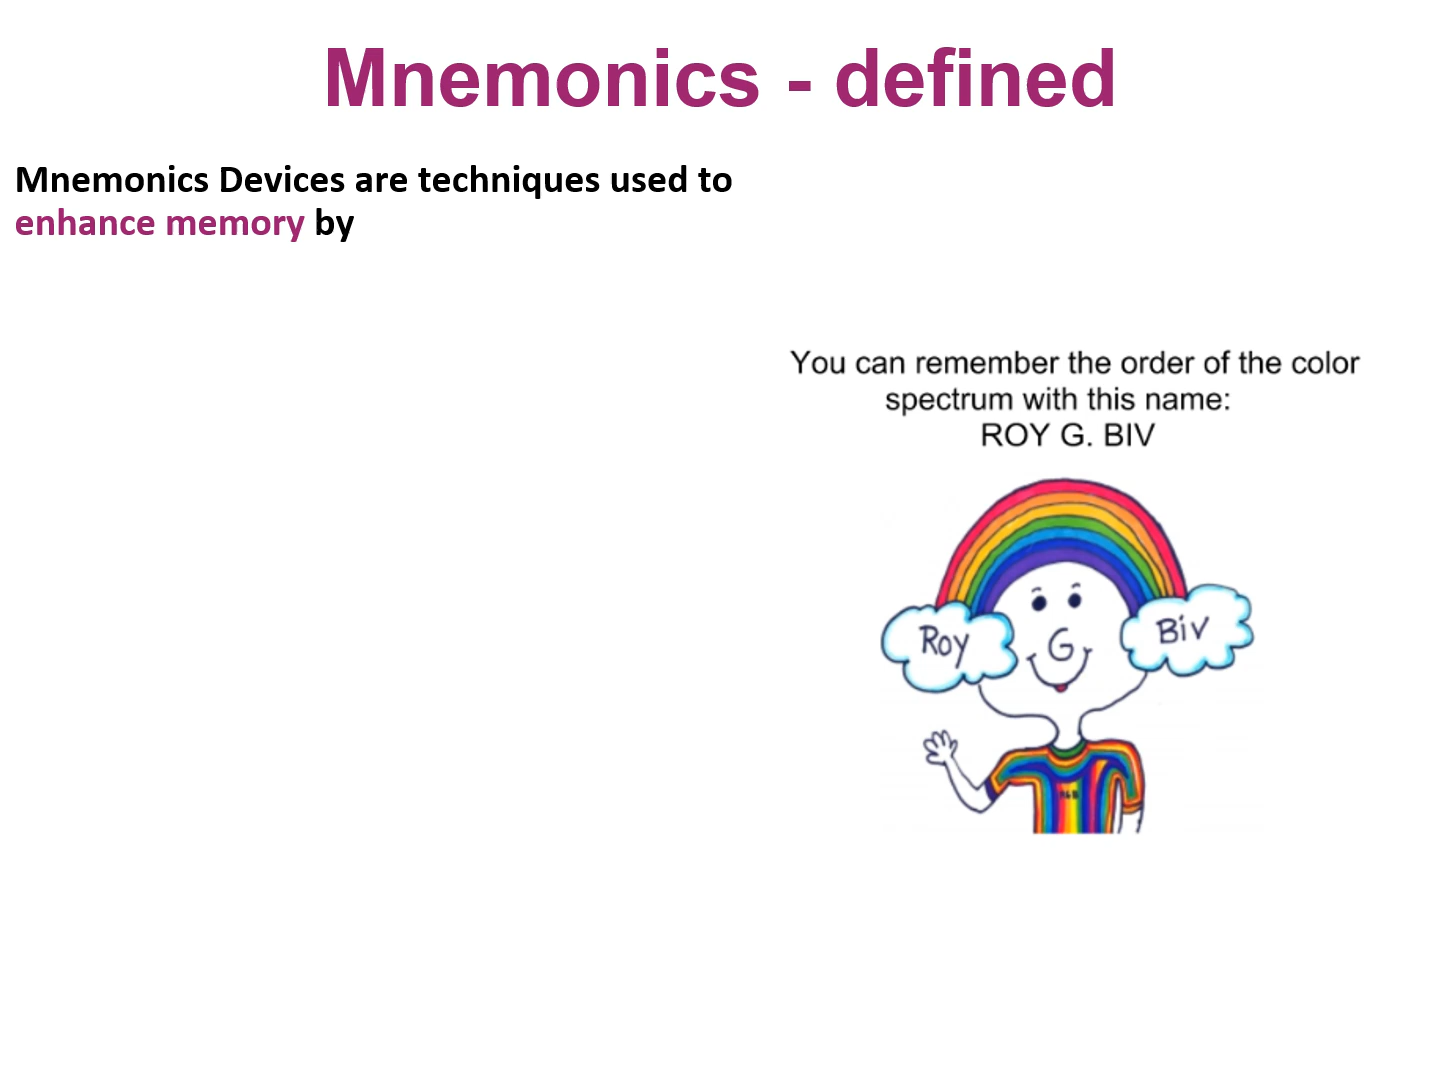 Mnemonics - defined
Mnemonics Devices are techniques used to
enhance memory by
You can remember the order of the color
spectrum with this name:
ROY G. BIV
Roy
G
Biv